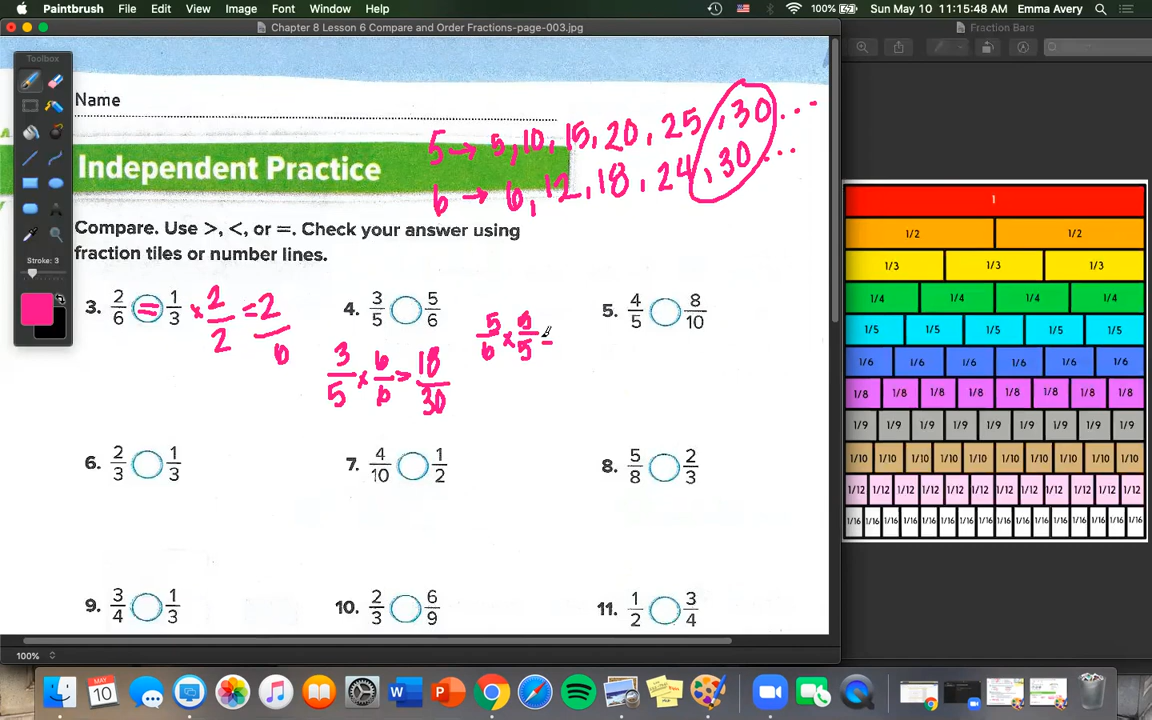 Paintbrush File Edit View Image Font Window Help 100% Sun May 10 11:15:48 AM Emma Avery
Chapter 8 Lesson 6 Compare and Order Fractions-page-003.jpg
Fraction Bars
Toolbox
Stroke: 3
Name
5 → 5, 10, 15, 20, 25, 30 ...
6 → 6, 12, 18, 24, 30 ...
Independent Practice
Compare. Use >, <, or =. Check your answer using
fraction tiles or number lines.
3. 2/6 = 1/3 × 2/2 = 2/6
4. 3/5 5/6
5/6 × 5/5 =
3/5 × 6/6 = 18/30
5. 4/5 8/10
6. 2/3 1/3
7. 4/10 1/2
8. 5/8 2/3
9. 3/4 1/3
10. 2/3 6/9
11. 1/2 3/4
100%
1
1/2 1/2
1/3 1/3 1/3
1/4 1/4 1/4 1/4
1/5 1/5 1/5 1/5 1/5
1/6 1/6 1/6 1/6 1/6 1/6
1/8 1/8 1/8 1/8 1/8 1/8 1/8 1/8
1/9 1/9 1/9 1/9 1/9 1/9 1/9 1/9 1/9
1/10 1/10 1/10 1/10 1/10 1/10 1/10 1/10 1/10 1/10
1/12 1/12 1/12 1/12 1/12 1/12 1/12 1/12 1/12 1/12 1/12 1/12
1/16 1/16 1/16 1/16 1/16 1/16 1/16 1/16 1/16 1/16 1/16 1/16 1/16 1/16 1/16 1/16
MAY
10
W
P